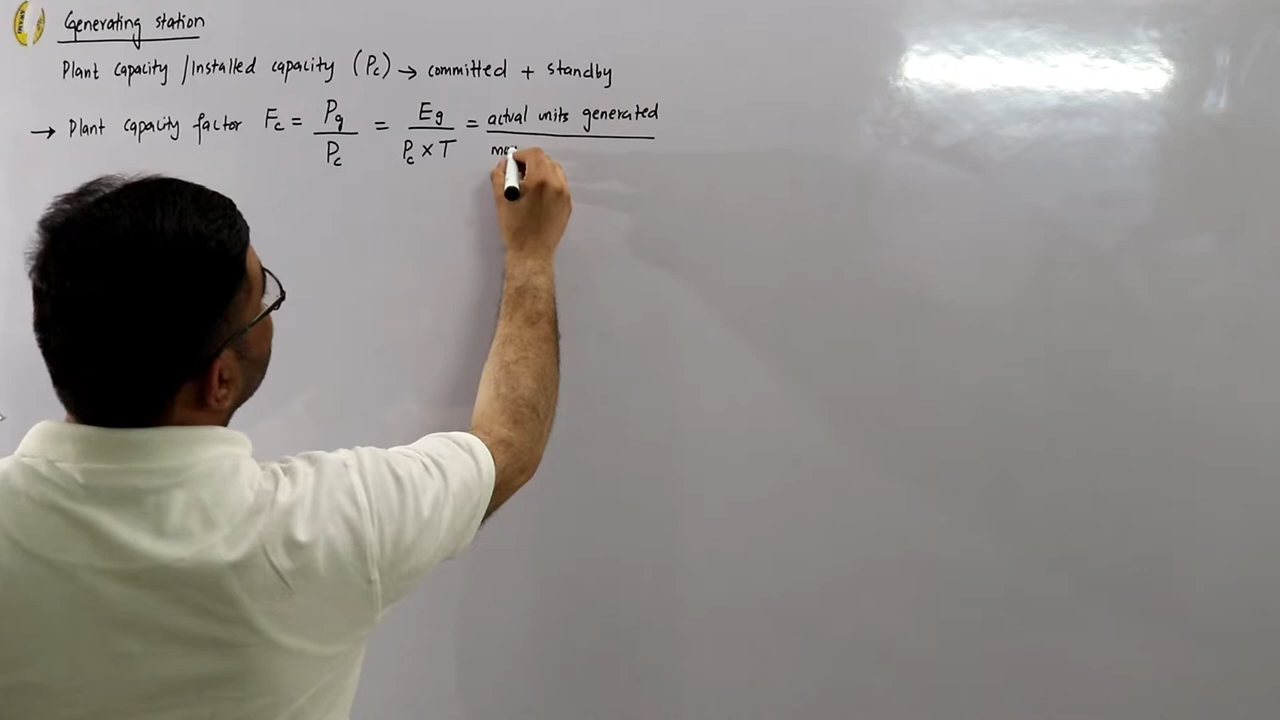 Generating station
Plant capacity / Installed capacity (Pc) → committed + standby
→ Plant capacity factor Fc = Pg / Pc = Eg / Pc × T = actual units generated